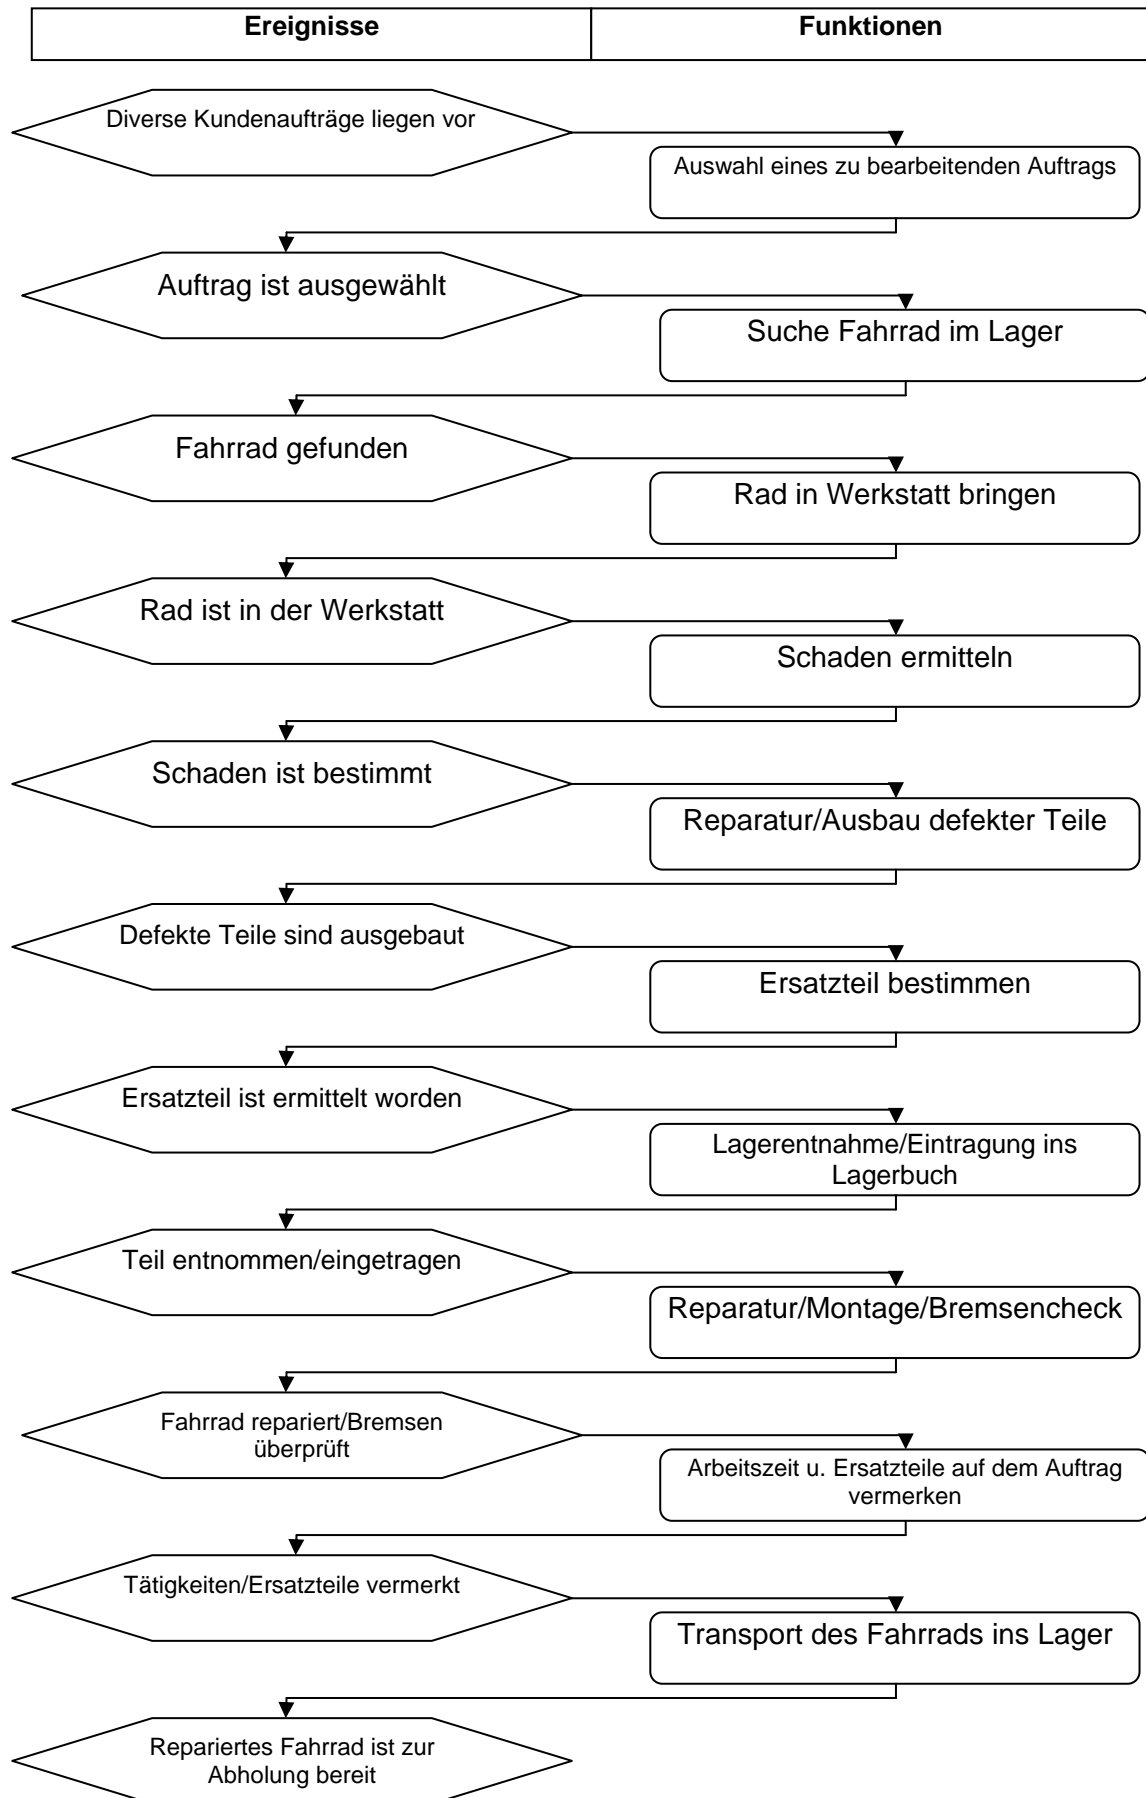 Ereignisse
Funktionen
Diverse Kundenaufträge liegen vor
Auswahl eines zu bearbeitenden Auftrags
Auftrag ist ausgewählt
Suche Fahrrad im Lager
Fahrrad gefunden
Rad in Werkstatt bringen
Rad ist in der Werkstatt
Schaden ermitteln
Schaden ist bestimmt
Reparatur/Ausbau defekter Teile
Defekte Teile sind ausgebaut
Ersatzteil bestimmen
Ersatzteil ist ermittelt worden
Lagerentnahme/Eintragung ins
Lagerbuch
Teil entnommen/eingetragen
Reparatur/Montage/Bremsencheck
Fahrrad repariert/Bremsen
überprüft
Arbeitszeit u. Ersatzteile auf dem Auftrag
vermerken
Tätigkeiten/Ersatzteile vermerkt
Transport des Fahrrads ins Lager
Repariertes Fahrrad ist zur
Abholung bereit